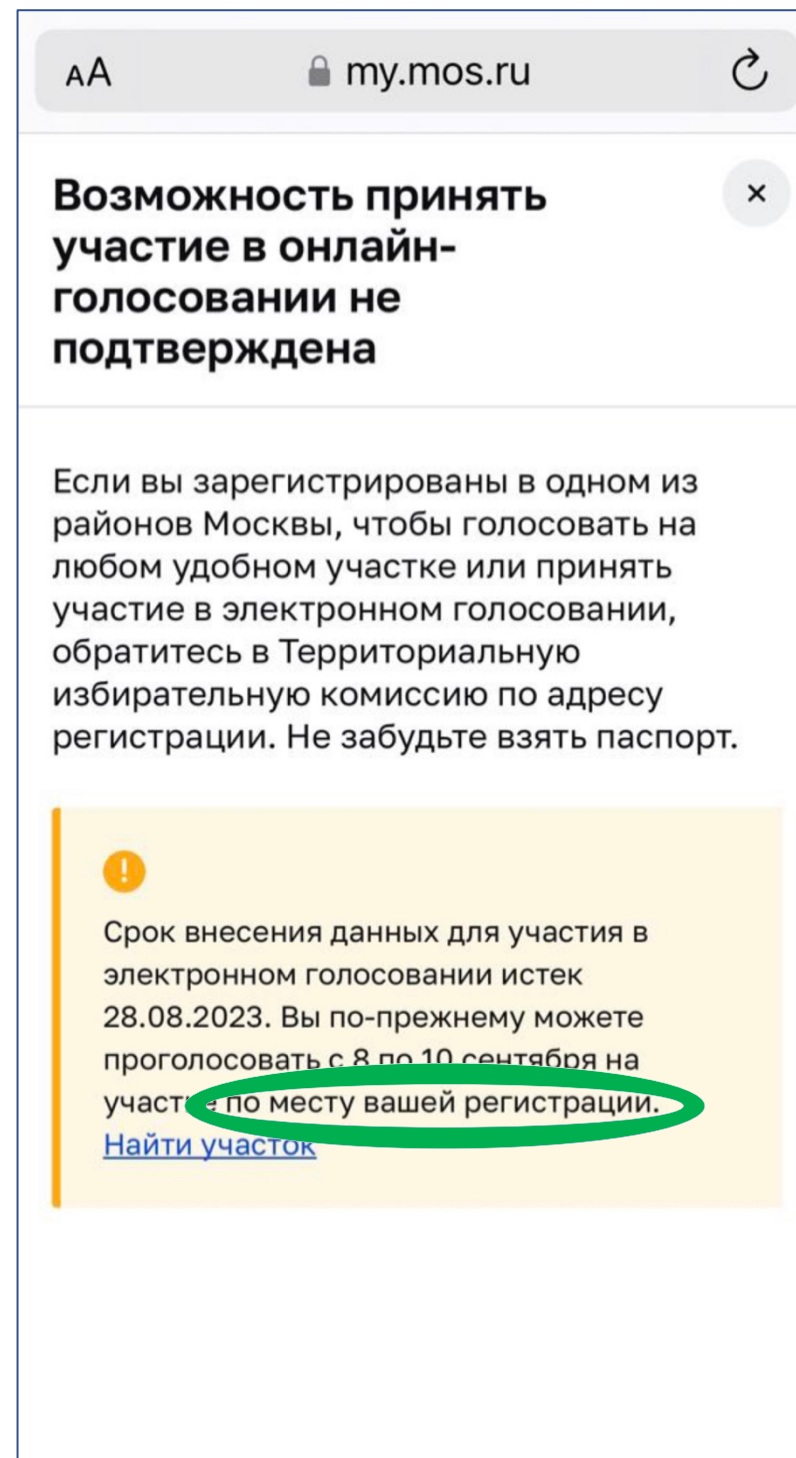 AA my.mos.ru
Возможность принять
участие в онлайн-
голосовании не
подтверждена
Если вы зарегистрированы в одном из
районов Москвы, чтобы голосовать на
любом удобном участке или принять
участие в электронном голосовании,
обратитесь в Территориальную
избирательную комиссию по адресу
регистрации. Не забудьте взять паспорт.
Срок внесения данных для участия в
электронном голосовании истек
28.08.2023. Вы по-прежнему можете
проголосовать с 8 по 10 сентября на
участке по месту вашей регистрации.
Найти участок